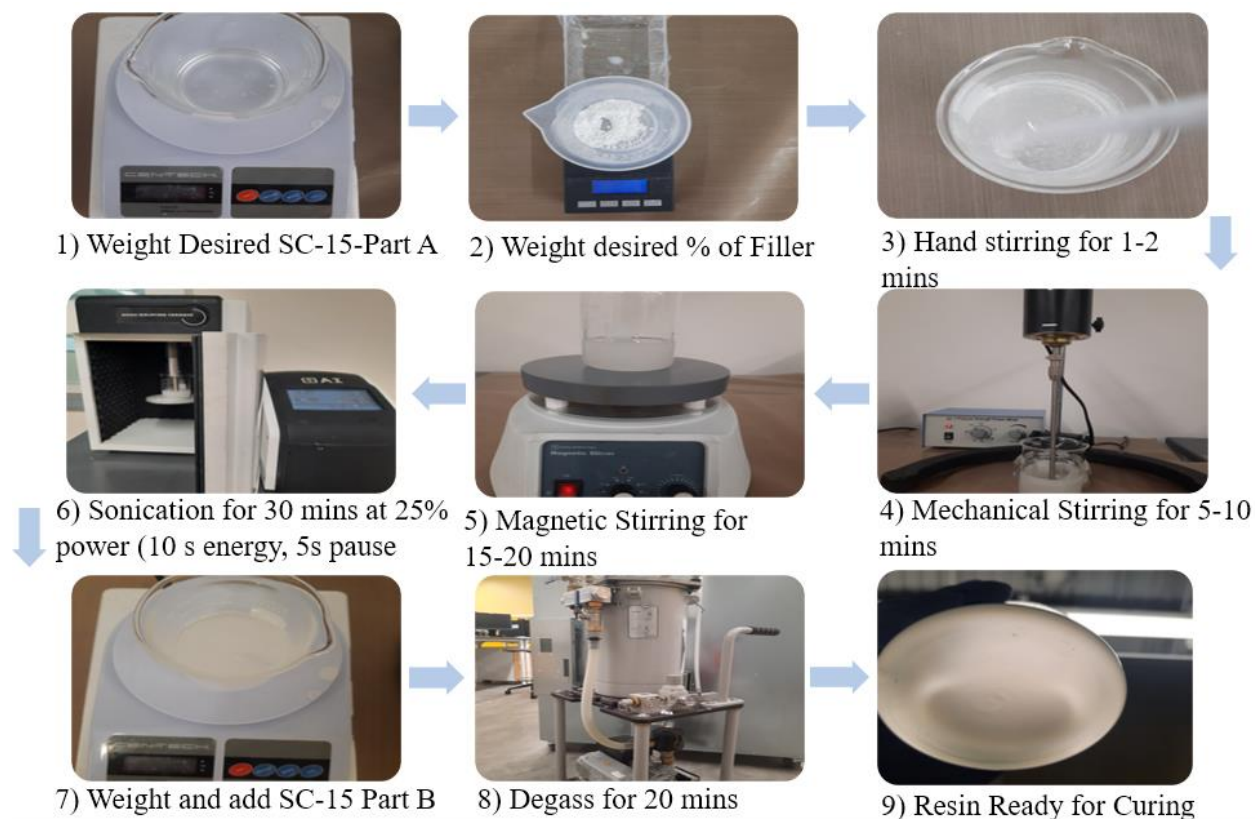 CENTECH
1) Weight Desired SC-15-Part A
2) Weight desired % of Filler
3) Hand stirring for 1-2
mins
4) Mechanical Stirring for 5-10
mins
Magnetic Stirrer
5) Magnetic Stirring for
15-20 mins
6) Sonication for 30 mins at 25%
power (10 s energy, 5s pause
CENTECH
7) Weight and add SC-15 Part B
8) Degass for 20 mins
9) Resin Ready for Curing